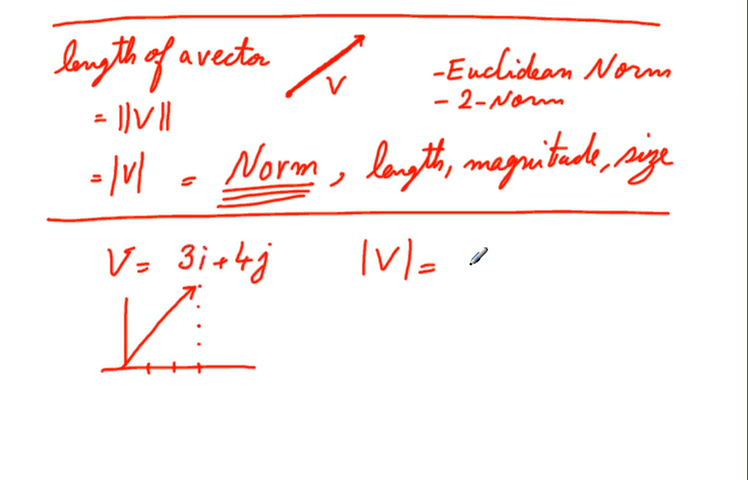 length of a vector
V
= ||V||
- Euclidean Norm
- 2-Norm
= |V| = Norm, length, magnitude, size
V = 3i + 4j
|V| =